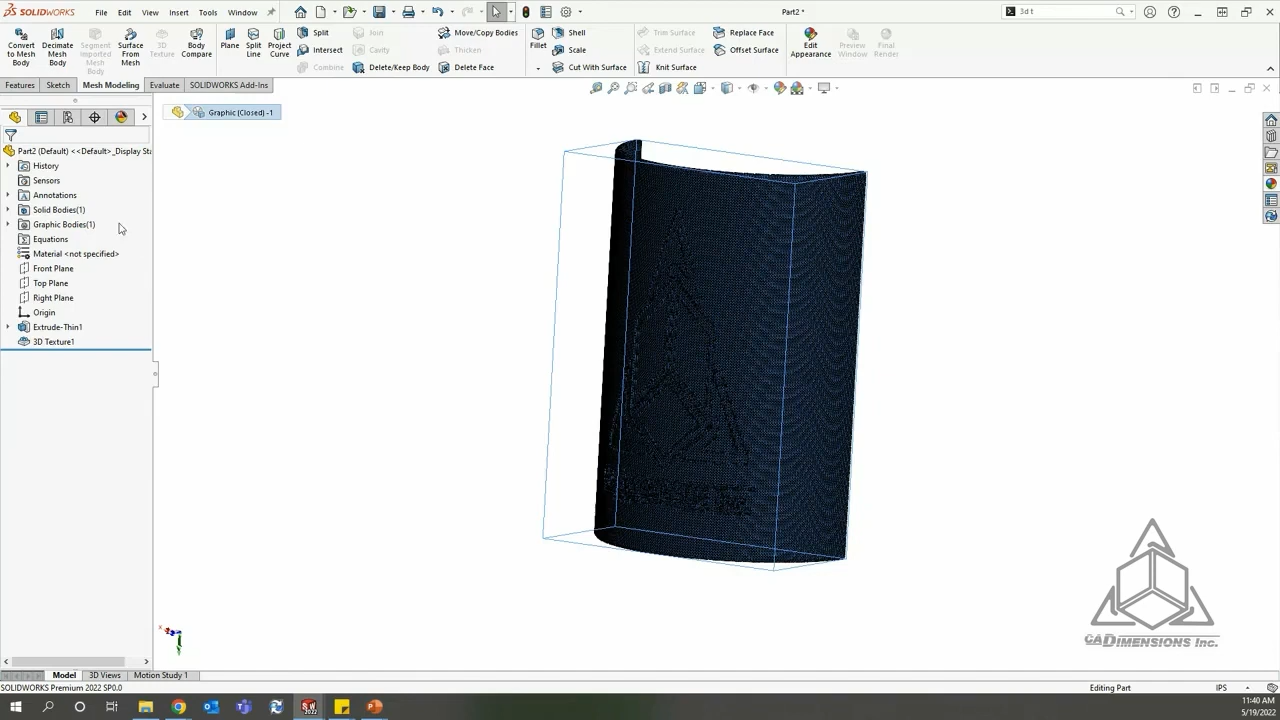 SOLIDWORKS File Edit View Insert Tools Window Part2 * 3d t
Convert to Mesh Body
Decimate Mesh Body
Segment Imported Mesh Body
Surface From Mesh
3D Texture
Body Compare
Plane
Split Line
Project Curve
Split
Intersect
Combine
Join
Cavity
Delete/Keep Body
Move/Copy Bodies
Thicken
Delete Face
Fillet
Shell
Scale
Cut With Surface
Trim Surface
Extend Surface
Knit Surface
Replace Face
Offset Surface
Edit Appearance
Preview Window
Final Render
Features Sketch Mesh Modeling Evaluate SOLIDWORKS Add-Ins
Graphic (Closed) -1
Part2 (Default) <<Default>_Display Sta
History
Sensors
Annotations
Solid Bodies(1)
Graphic Bodies(1)
Equations
Material <not specified>
Front Plane
Top Plane
Right Plane
Origin
Extrude-Thin1
3D Texture1
CADIMENSIONS Inc.
Model 3D Views Motion Study 1
SOLIDWORKS Premium 2022 SP0.0 Editing Part IPS
11:40 AM
5/19/2022